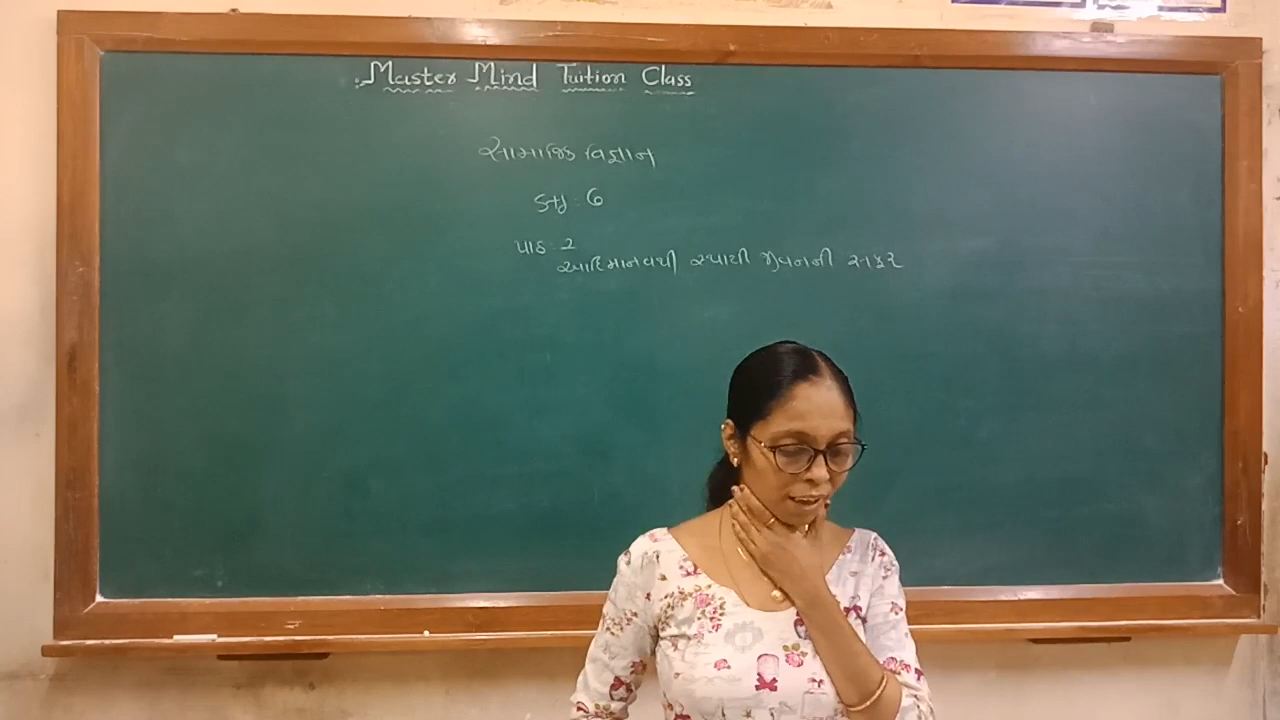 Master Mind Tuition Class
સામાજિક વિજ્ઞાન
ધોરણ : 6
પાઠ : 2
આદિમાનવથી સ્થાયી જીવનની સફર